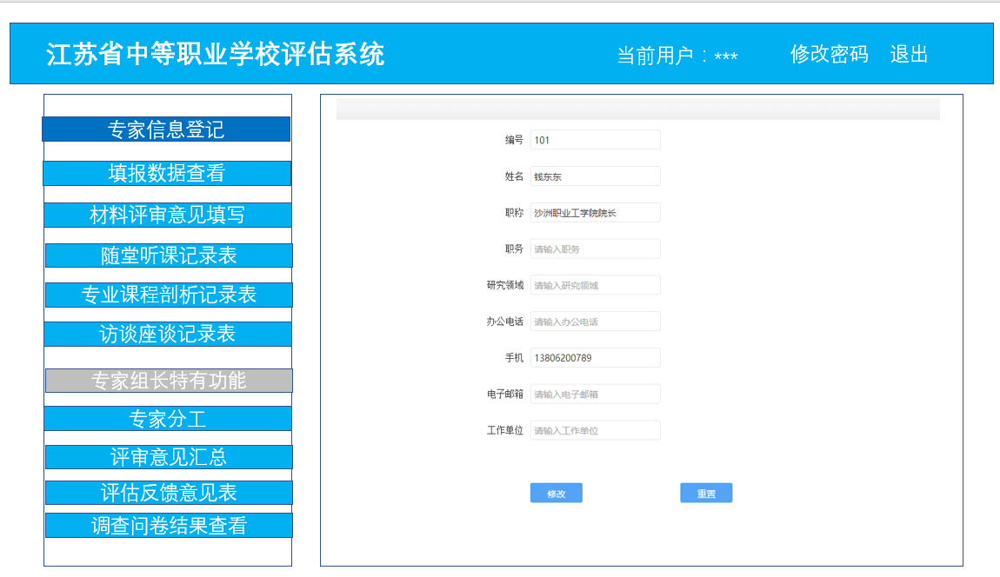 江苏省中等职业学校评估系统
当前用户：*** 修改密码 退出
专家信息登记
填报数据查看
材料评审意见填写
随堂听课记录表
专业课程剖析记录表
访谈座谈记录表
专家组长特有功能
专家分工
评审意见汇总
评估反馈意见表
调查问卷结果查看
编号 101
姓名 钱东东
职称 沙洲职业工学院院长
职务 请输入职务
研究领域 请输入研究领域
办公电话 请输入办公电话
手机 13806200789
电子邮箱 请输入电子邮箱
工作单位 请输入工作单位
修改 重置